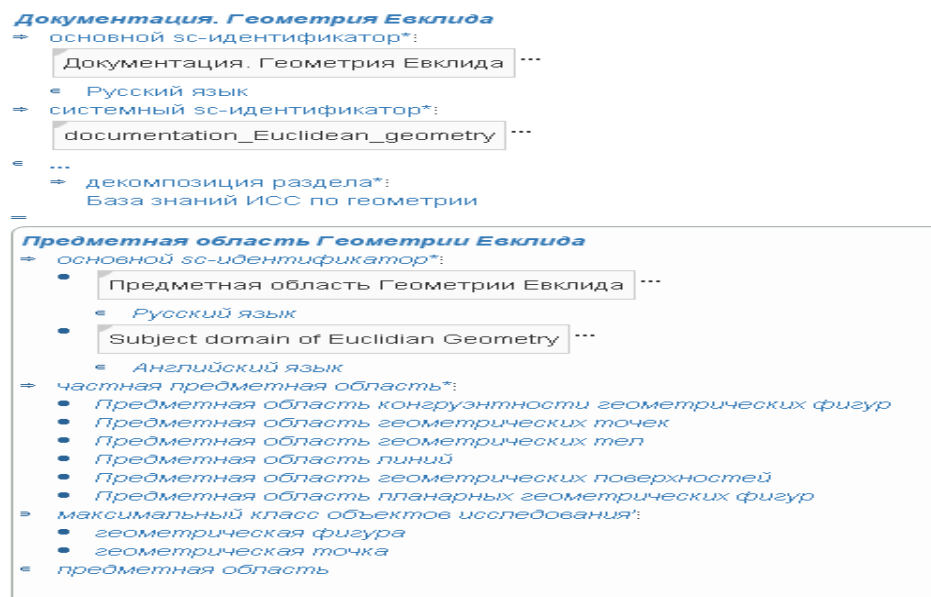 Документация. Геометрия Евклида
⇒ основной sc-идентификатор*:
Документация. Геометрия Евклида ...
∈ Русский язык
⇒ системный sc-идентификатор*:
documentation_Euclidean_geometry ...
∈ ...
⇒ декомпозиция раздела*:
База знаний ИСС по геометрии
=
Предметная область Геометрии Евклида
⇒ основной sc-идентификатор*:
• Предметная область Геометрии Евклида ...
∈ Русский язык
• Subject domain of Euclidian Geometry ...
∈ Английский язык
⇒ частная предметная область*:
• Предметная область конгруэнтности геометрических фигур
• Предметная область геометрических точек
• Предметная область геометрических тел
• Предметная область линий
• Предметная область геометрических поверхностей
• Предметная область планарных геометрических фигур
∋ максимальный класс объектов исследования':
• геометрическая фигура
• геометрическая точка
∈ предметная область